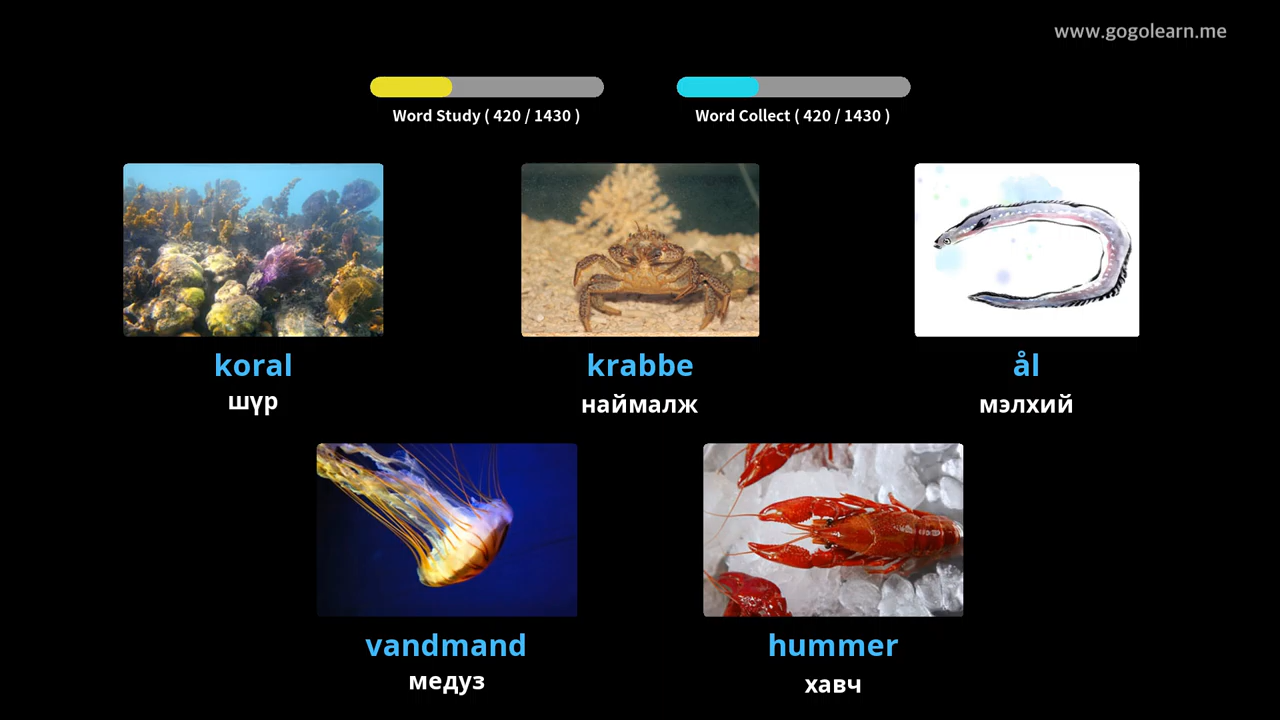 www.gogolearn.me
Word Study ( 420 / 1430 )
Word Collect ( 420 / 1430 )
koral
шүр
krabbe
наймалж
ål
мэлхий
vandmand
медуз
hummer
хавч